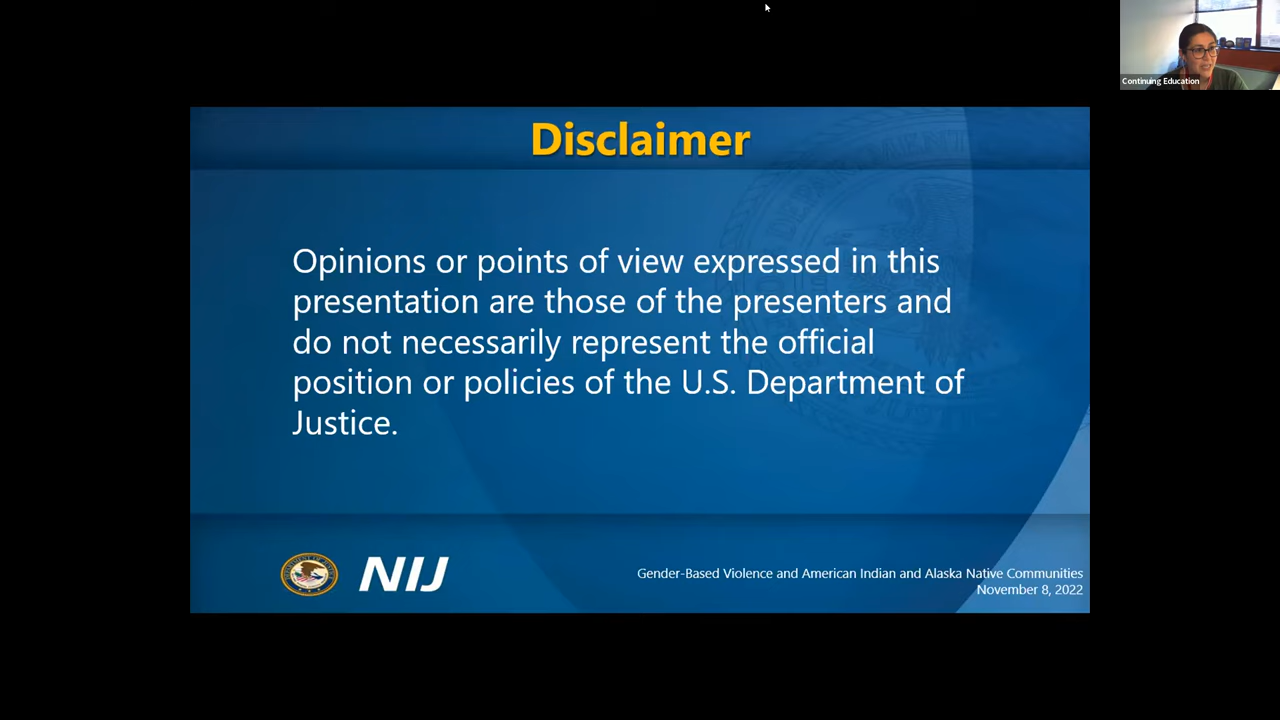 Continuing Education
Disclaimer
Opinions or points of view expressed in this
presentation are those of the presenters and
do not necessarily represent the official
position or policies of the U.S. Department of
Justice.
NIJ
Gender-Based Violence and American Indian and Alaska Native Communities
November 8, 2022